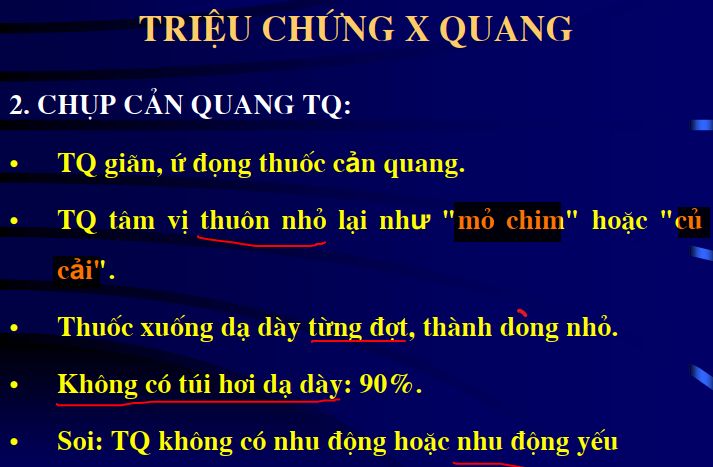 TRIỆU CHỨNG X QUANG
2. CHỤP CẢN QUANG TQ:
• TQ giãn, ứ đọng thuốc cản quang.
• TQ tâm vị thuôn nhỏ lại như "mỏ chim" hoặc "củ
cải".
• Thuốc xuống dạ dày từng đợt, thành dòng nhỏ.
• Không có túi hơi dạ dày: 90%.
• Soi: TQ không có nhu động hoặc nhu động yếu